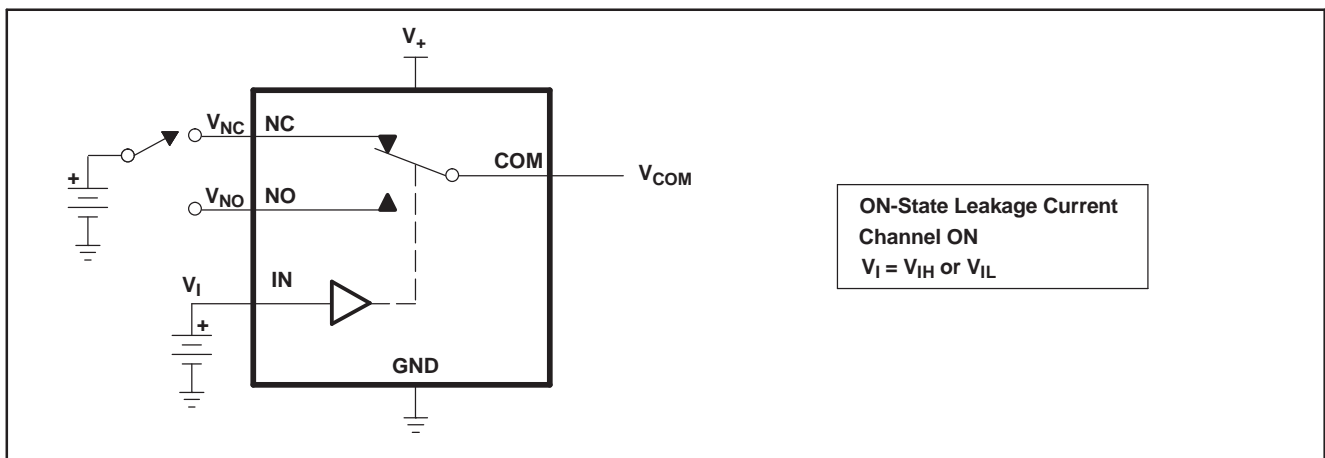 V+
VNC NC
COM
VCOM
+
VNO NO
VI IN
+
GND
ON-State Leakage Current
Channel ON
VI = VIH or VIL